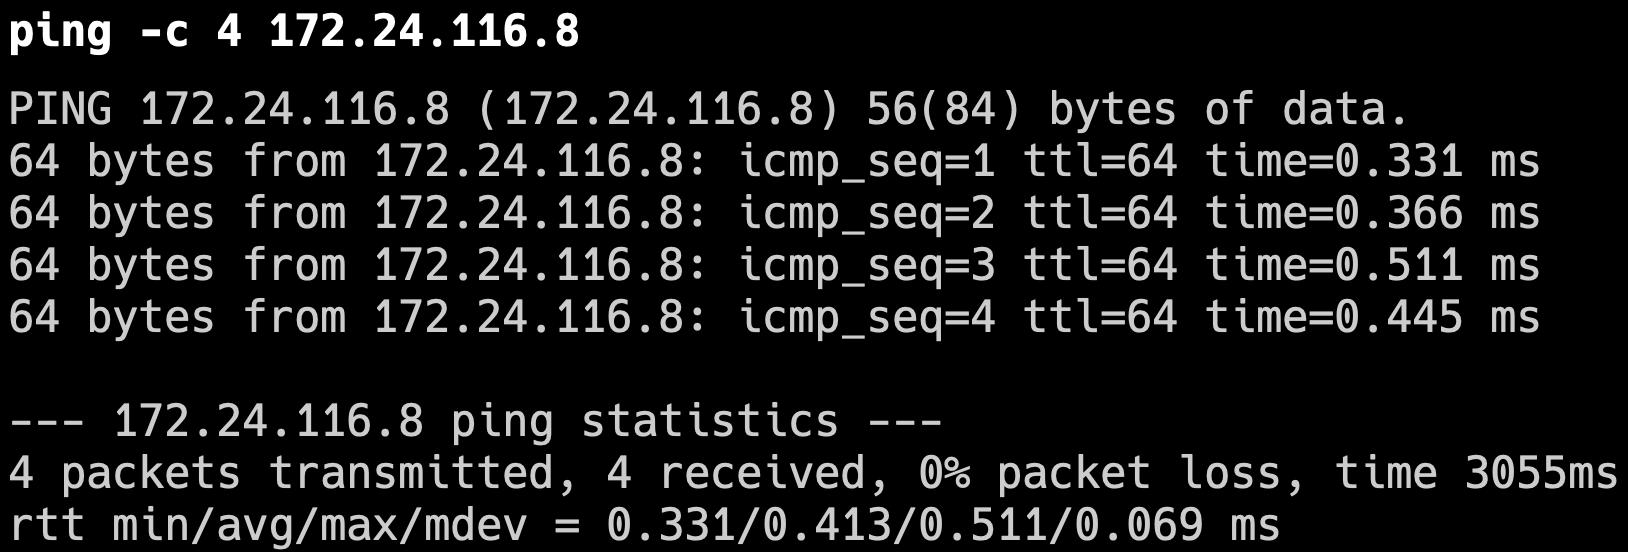 ping -c 4 172.24.116.8
PING 172.24.116.8 (172.24.116.8) 56(84) bytes of data.
64 bytes from 172.24.116.8: icmp_seq=1 ttl=64 time=0.331 ms
64 bytes from 172.24.116.8: icmp_seq=2 ttl=64 time=0.366 ms
64 bytes from 172.24.116.8: icmp_seq=3 ttl=64 time=0.511 ms
64 bytes from 172.24.116.8: icmp_seq=4 ttl=64 time=0.445 ms
--- 172.24.116.8 ping statistics ---
4 packets transmitted, 4 received, 0% packet loss, time 3055ms
rtt min/avg/max/mdev = 0.331/0.413/0.511/0.069 ms